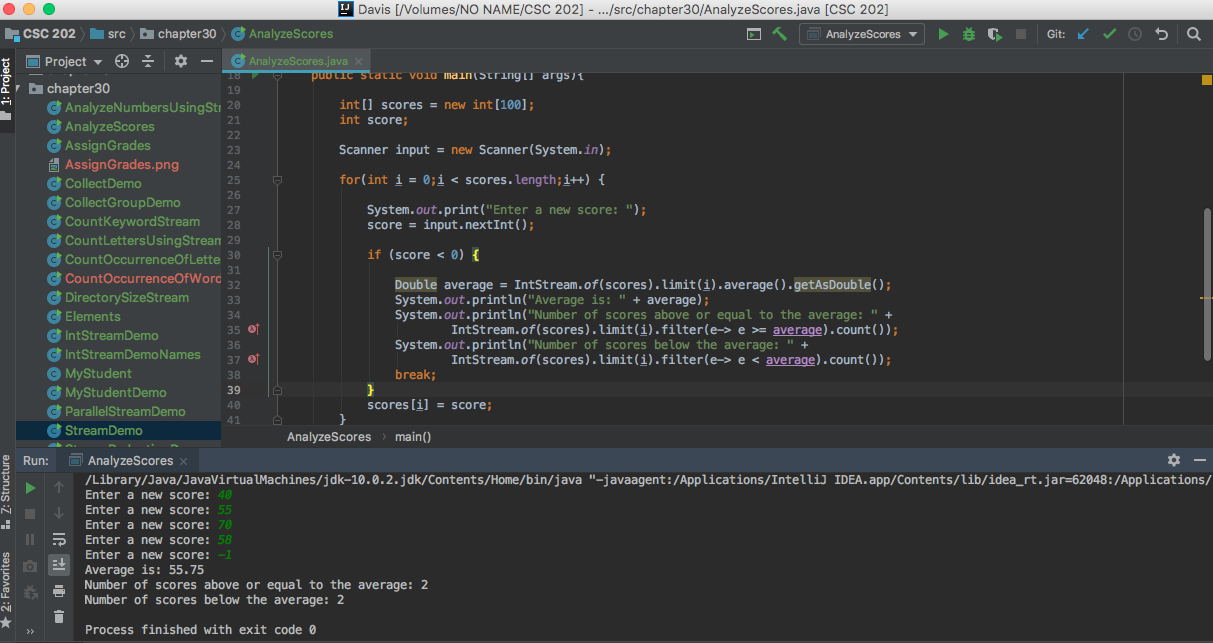 Davis [/Volumes/NO NAME/CSC 202] - .../src/chapter30/AnalyzeScores.java [CSC 202]
CSC 202 src chapter30 AnalyzeScores AnalyzeScores Git:
1: Project
Project
AnalyzeScores.java
chapter30
AnalyzeNumbersUsingStr
AnalyzeScores
AssignGrades
AssignGrades.png
CollectDemo
CollectGroupDemo
CountKeywordStream
CountLettersUsingStream
CountOccurrenceOfLette
CountOccurrenceOfWord
DirectorySizeStream
Elements
IntStreamDemo
IntStreamDemoNames
MyStudent
MyStudentDemo
ParallelStreamDemo
StreamDemo
18 public static void main(String[] args){
19
20 int[] scores = new int[100];
21 int score;
22
23 Scanner input = new Scanner(System.in);
24
25 for(int i = 0;i < scores.length;i++) {
26
27 System.out.print("Enter a new score: ");
28 score = input.nextInt();
29
30 if (score < 0) {
31
32 Double average = IntStream.of(scores).limit(i).average().getAsDouble();
33 System.out.println("Average is: " + average);
34 System.out.println("Number of scores above or equal to the average: " +
35 IntStream.of(scores).limit(i).filter(e-> e >= average).count());
36 System.out.println("Number of scores below the average: " +
37 IntStream.of(scores).limit(i).filter(e-> e < average).count());
38 break;
39 }
40 scores[i] = score;
41 }
AnalyzeScores › main()
Run: AnalyzeScores
7: Structure
2: Favorites
/Library/Java/JavaVirtualMachines/jdk-10.0.2.jdk/Contents/Home/bin/java "-javaagent:/Applications/IntelliJ IDEA.app/Contents/lib/idea_rt.jar=62048:/Applications/
Enter a new score: 40
Enter a new score: 55
Enter a new score: 70
Enter a new score: 58
Enter a new score: -1
Average is: 55.75
Number of scores above or equal to the average: 2
Number of scores below the average: 2
Process finished with exit code 0